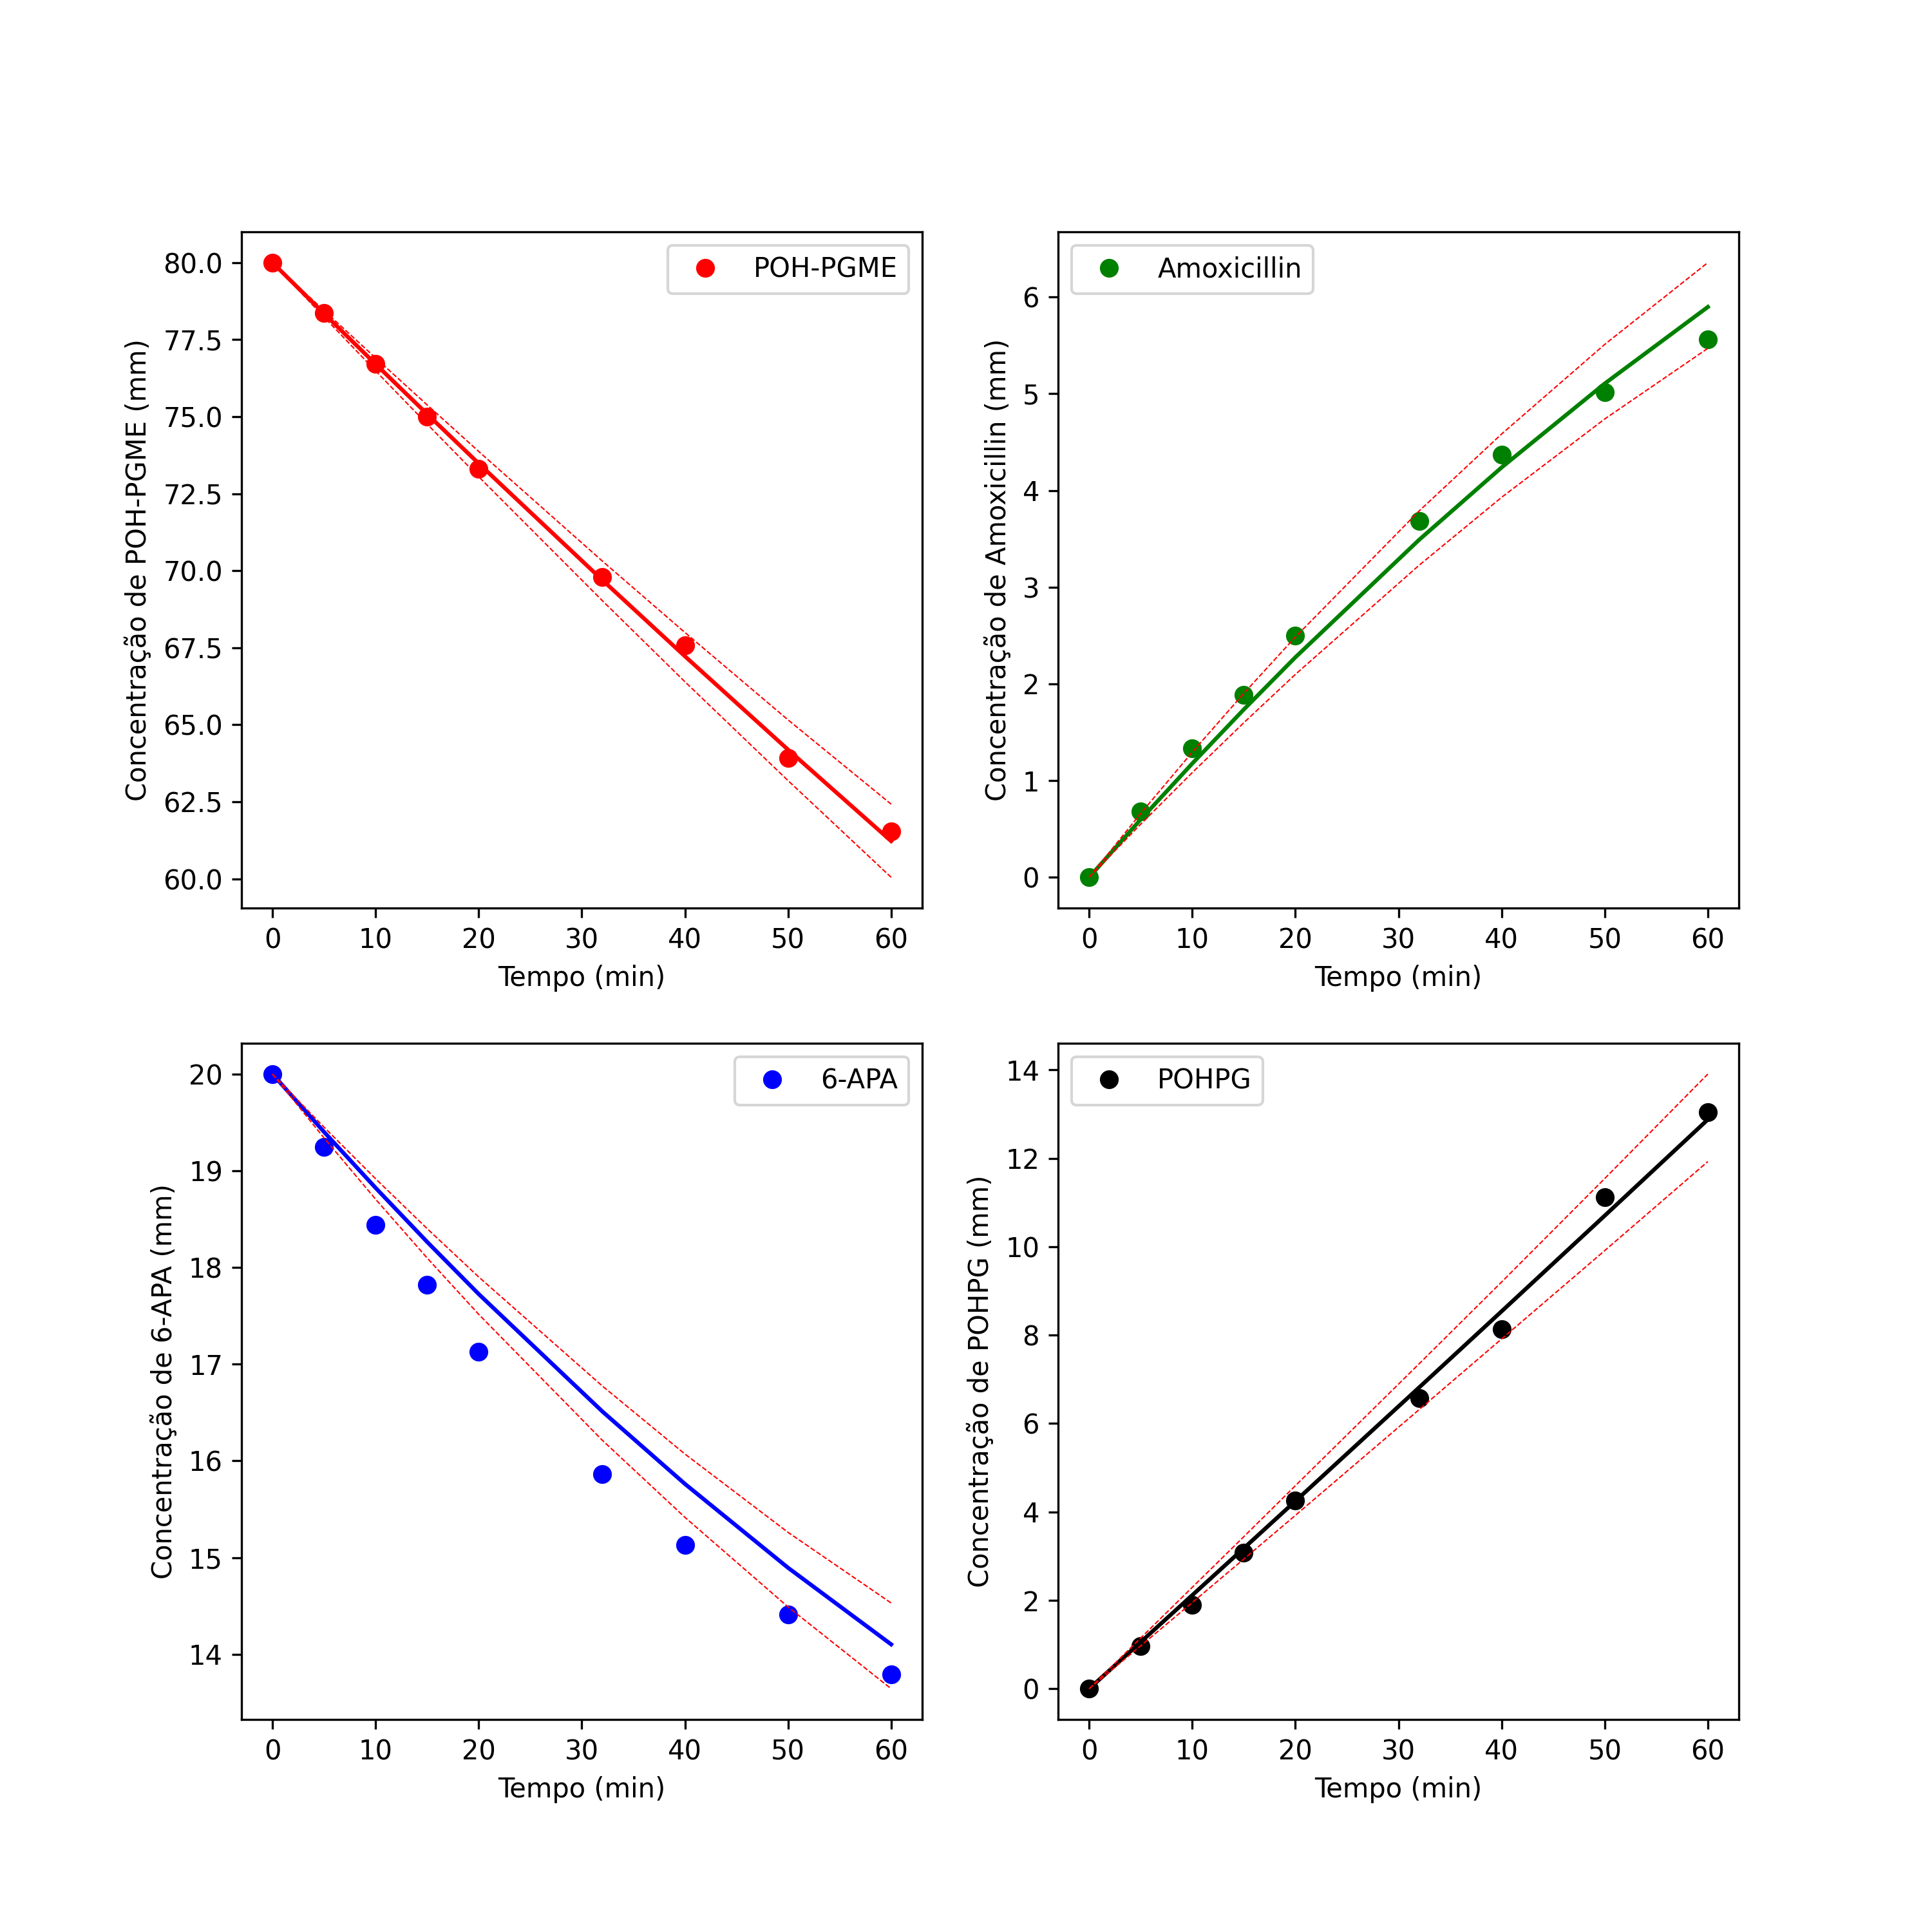 POH-PGME
Concentração de POH-PGME (mm)
80.0
77.5
75.0
72.5
70.0
67.5
65.0
62.5
60.0
0 10 20 30 40 50 60
Tempo (min)
Amoxicillin
Concentração de Amoxicillin (mm)
6
5
4
3
2
1
0
0 10 20 30 40 50 60
Tempo (min)
6-APA
Concentração de 6-APA (mm)
20
19
18
17
16
15
14
0 10 20 30 40 50 60
Tempo (min)
POHPG
Concentração de POHPG (mm)
14
12
10
8
6
4
2
0
0 10 20 30 40 50 60
Tempo (min)